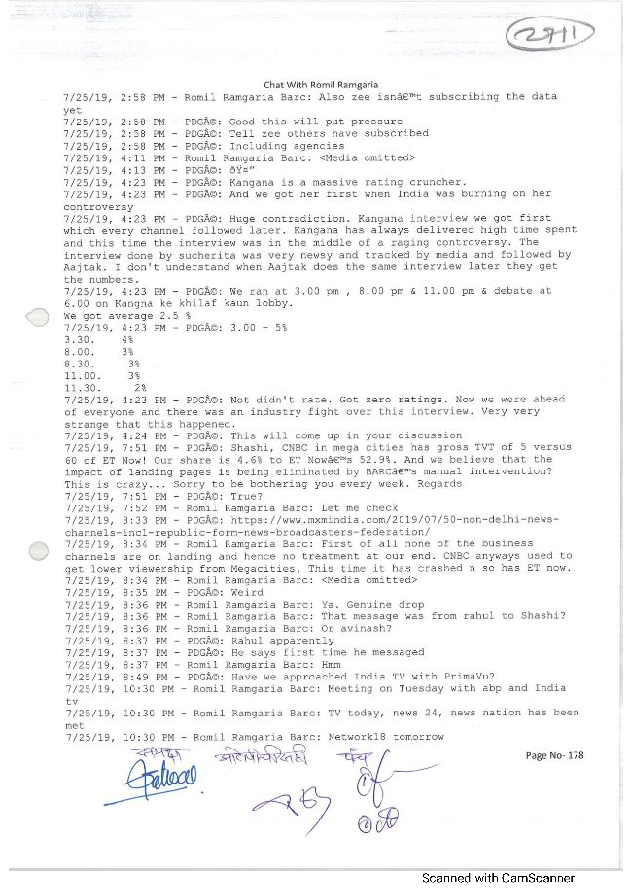 2711
Chat With Romil Ramgaria
7/25/19, 2:58 PM - Romil Ramgaria Barc: Also zee isnâ€™t subscribing the data
yet
7/25/19, 2:58 PM - PDGÂ©: Good this will put pressure
7/25/19, 2:58 PM - PDGÂ©: Tell zee others have subscribed
7/25/19, 2:58 PM - PDGÂ©: Including agencies
7/25/19, 4:11 PM - Romil Ramgaria Barc: <Media omitted>
7/25/19, 4:13 PM - PDGÂ©: ðŸ¤”
7/25/19, 4:23 PM - PDGÂ©: Kangana is a massive rating cruncher.
7/25/19, 4:23 PM - PDGÂ©: And we got her first when India was burning on her
controversy
7/25/19, 4:23 PM - PDGÂ©: Huge contradiction. Kangana interview we got first
which every channel followed later. Kangana has always delivered high time spent
and this time the interview was in the middle of a raging controversy. The
interview done by sucherita was very newsy and tracked by media and followed by
Aajtak. I don't understand when Aajtak does the same interview later they get
the numbers.
7/25/19, 4:23 PM - PDGÂ©: We ran at 3.00 pm , 8.00 pm & 11.00 pm & debate at
6.00 on Kangna ke khilaf kaun lobby.
We got average 2.5 %
7/25/19, 4:23 PM - PDGÂ©: 3.00 - 5%
3.30. 4%
8.00. 3%
8.30. 3%
11.00. 3%
11.30. 2%
7/25/19, 4:23 PM - PDGÂ©: Not didn't rate. Got zero ratings. Now we were ahead
of everyone and there was an industry fight over this interview. Very very
strange that this happened.
7/25/19, 4:24 PM - PDGÂ©: This will come up in your discussion
7/25/19, 7:51 PM - PDGÂ©: Shashi, CNBC in mega cities has gross TVT of 5 versus
60 of ET Now! Our share is 4.6% to ET Nowâ€™s 52.9%. And we believe that the
impact of landing pages is being eliminated by BARCâ€™s manual intervention?
This is crazy... Sorry to be bothering you every week. Regards
7/25/19, 7:51 PM - PDGÂ©: True?
7/25/19, 7:52 PM - Romil Ramgaria Barc: Let me check
7/25/19, 8:33 PM - PDGÂ©: https://www.mxmindia.com/2019/07/50-non-delhi-news-
channels-incl-republic-form-news-broadcasters-federation/
7/25/19, 8:34 PM - Romil Ramgaria Barc: First of all none of the business
channels are on landing and hence no treatment at our end. CNBC anyways used to
get lower viewership from Megacities. This time it has crashed n so has ET now.
7/25/19, 8:34 PM - Romil Ramgaria Barc: <Media omitted>
7/25/19, 8:35 PM - PDGÂ©: Weird
7/25/19, 8:36 PM - Romil Ramgaria Barc: Ya. Genuine drop
7/25/19, 8:36 PM - Romil Ramgaria Barc: That message was from rahul to Shashi?
7/25/19, 8:36 PM - Romil Ramgaria Barc: Or avinash?
7/25/19, 8:37 PM - PDGÂ©: Rahul apparently
7/25/19, 8:37 PM - PDGÂ©: He says first time he messaged
7/25/19, 8:37 PM - Romil Ramgaria Barc: Hmm
7/25/19, 8:49 PM - PDGÂ©: Have we approached India TV with PrimaVu?
7/25/19, 10:30 PM - Romil Ramgaria Barc: Meeting on Tuesday with abp and India
tv
7/25/19, 10:30 PM - Romil Ramgaria Barc: TV today, news 24, news nation has been
met
7/25/19, 10:30 PM - Romil Ramgaria Barc: Network18 tomorrow
समक्ष
पंच
Page No- 178
Scanned with CamScanner